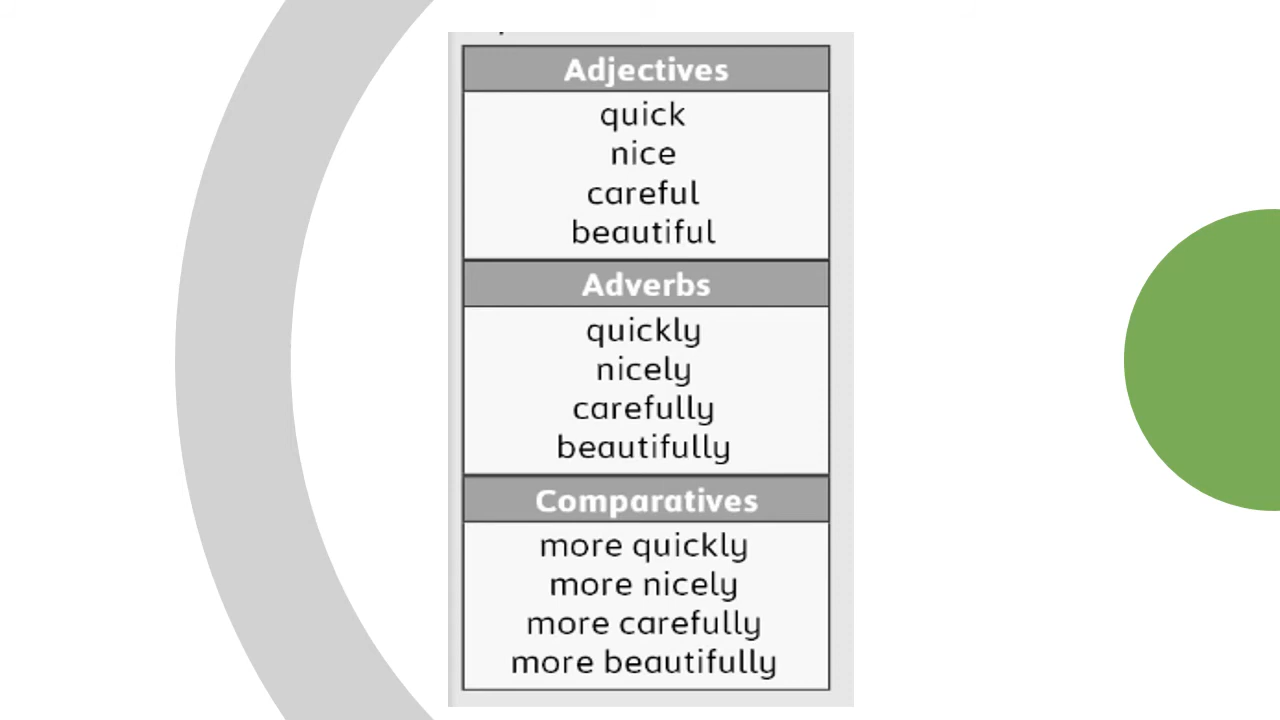 Adjectives
quick
nice
careful
beautiful
Adverbs
quickly
nicely
carefully
beautifully
Comparatives
more quickly
more nicely
more carefully
more beautifully